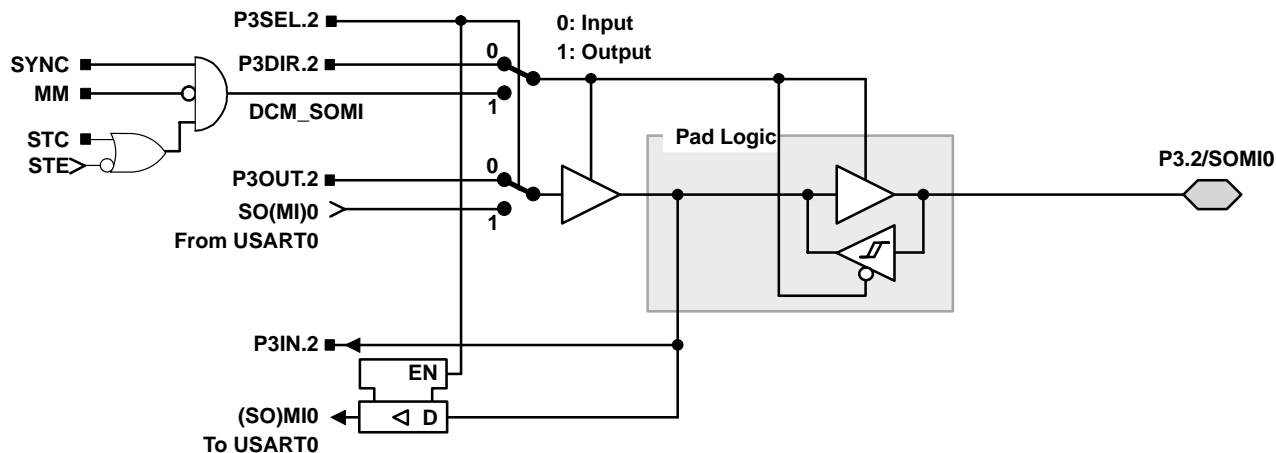 P3SEL.2
0: Input
1: Output
SYNC
P3DIR.2
0
MM
1
DCM_SOMI
STC
STE
Pad Logic
P3.2/SOMI0
P3OUT.2
0
SO(MI)0
1
From USART0
P3IN.2
EN
(SO)MI0
D
To USART0